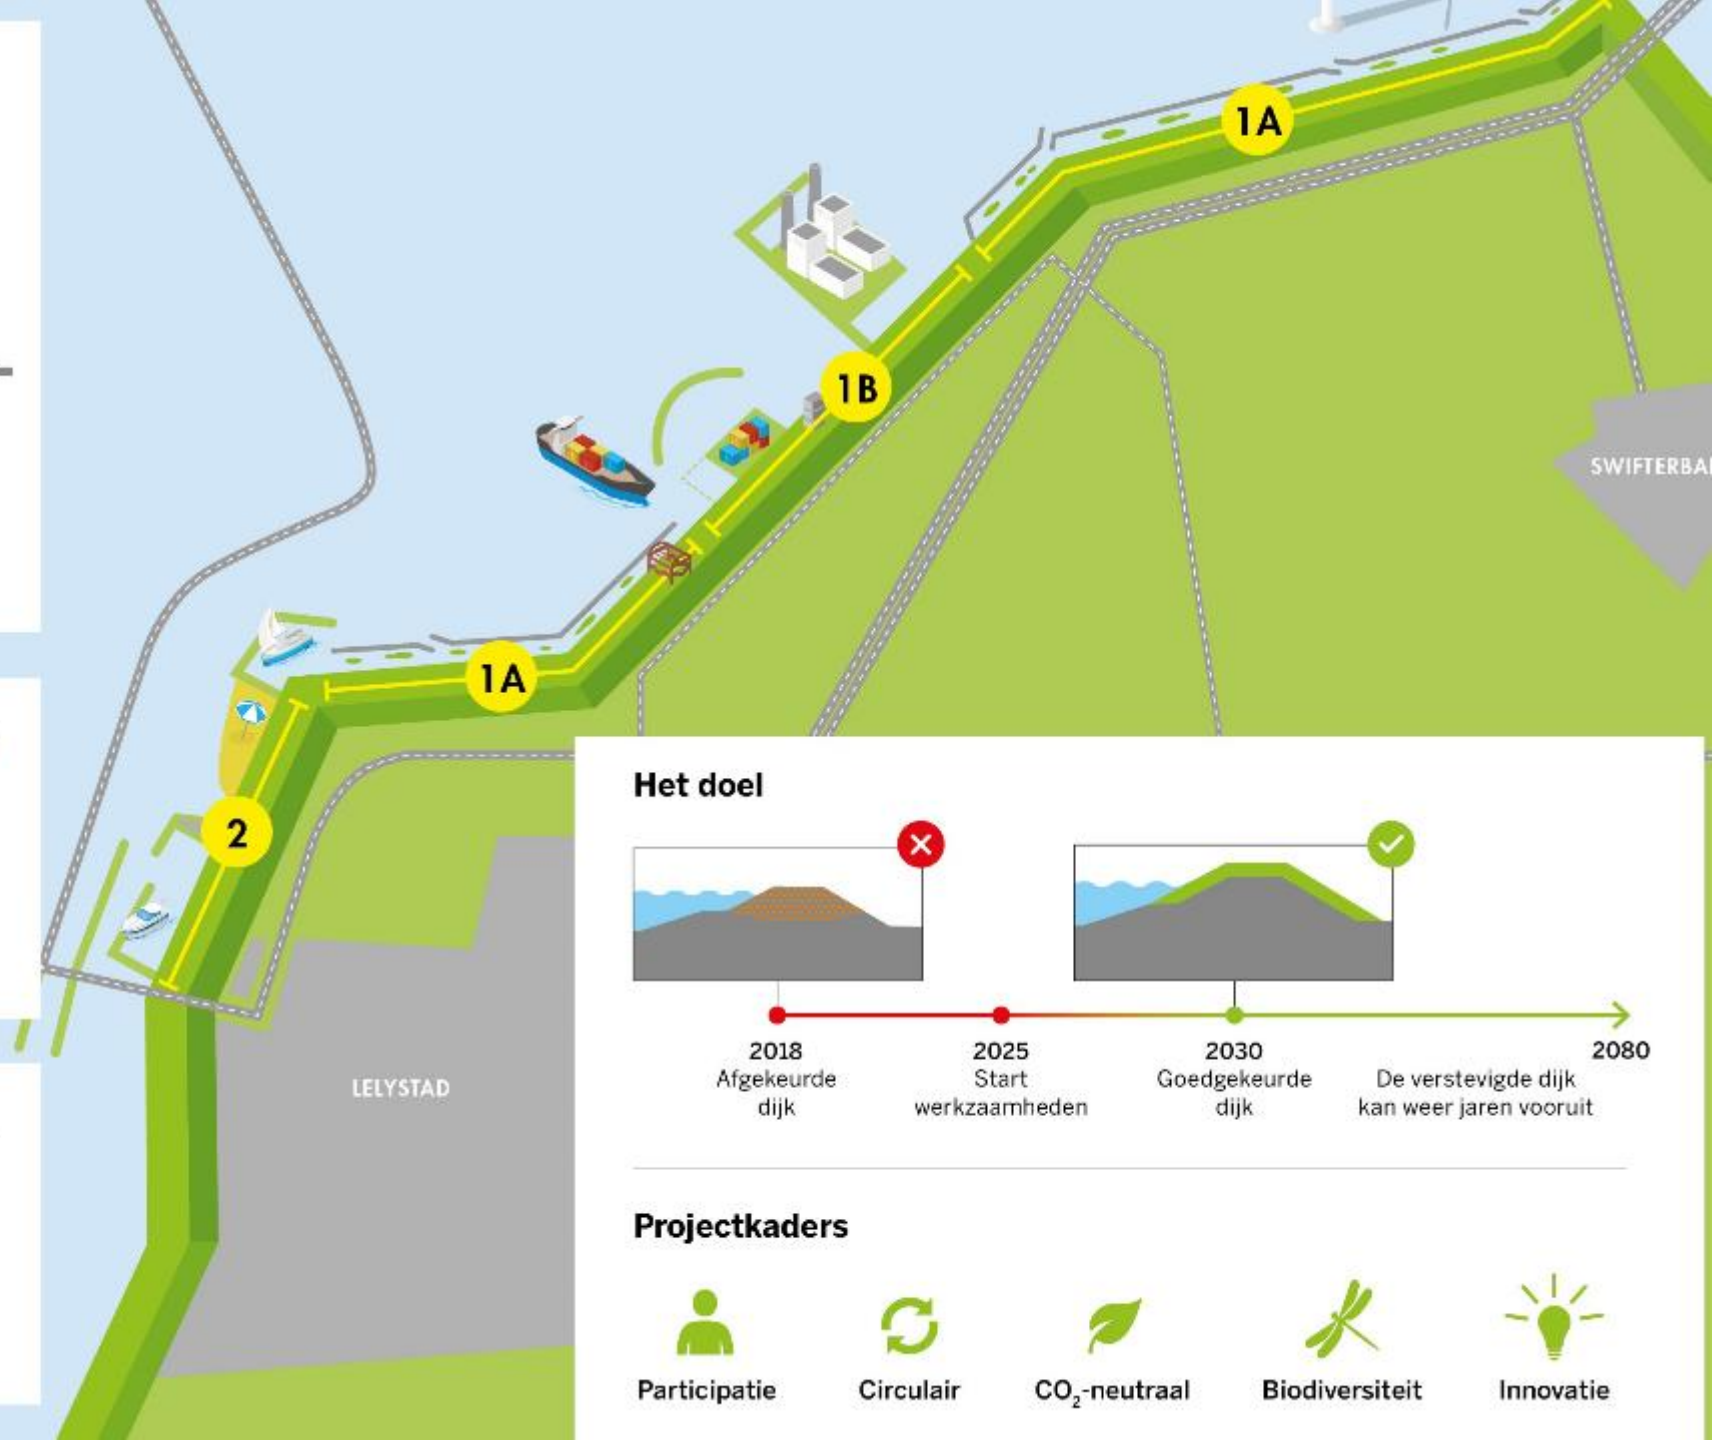 1A
1B
SWIFTERBA
1A
2
LELYSTAD
Het doel
2018
Afgekeurde
dijk
2025
Start
werkzaamheden
2030
Goedgekeurde
dijk
2080
De verstevigde dijk
kan weer jaren vooruit
Projectkaders
Participatie
Circulair
CO₂-neutraal
Biodiversiteit
Innovatie